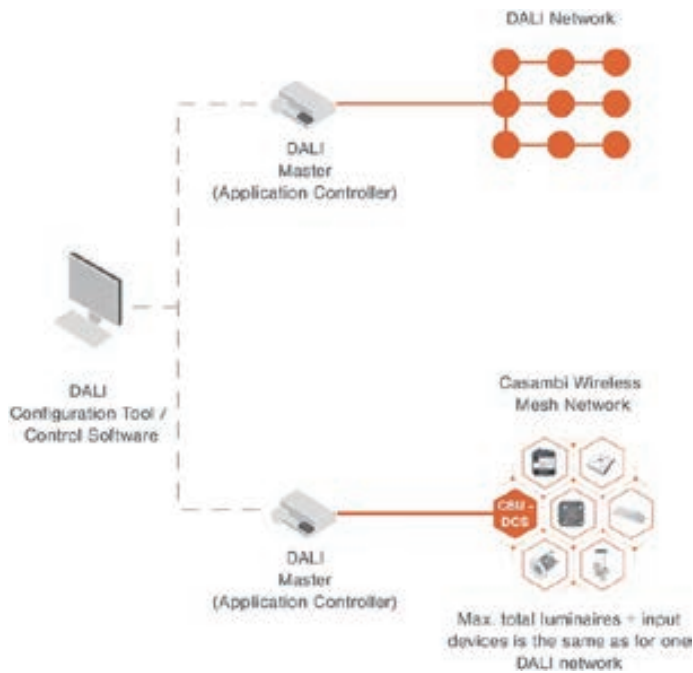 DALI Network
DALI
Master
(Application Controller)
DALI
Configuration Tool /
Control Software
Casambi Wireless
Mesh Network
CBU -
DCS
DALI
Master
(Application Controller)
Max. total luminaires + input
devices is the same as for one
DALI network